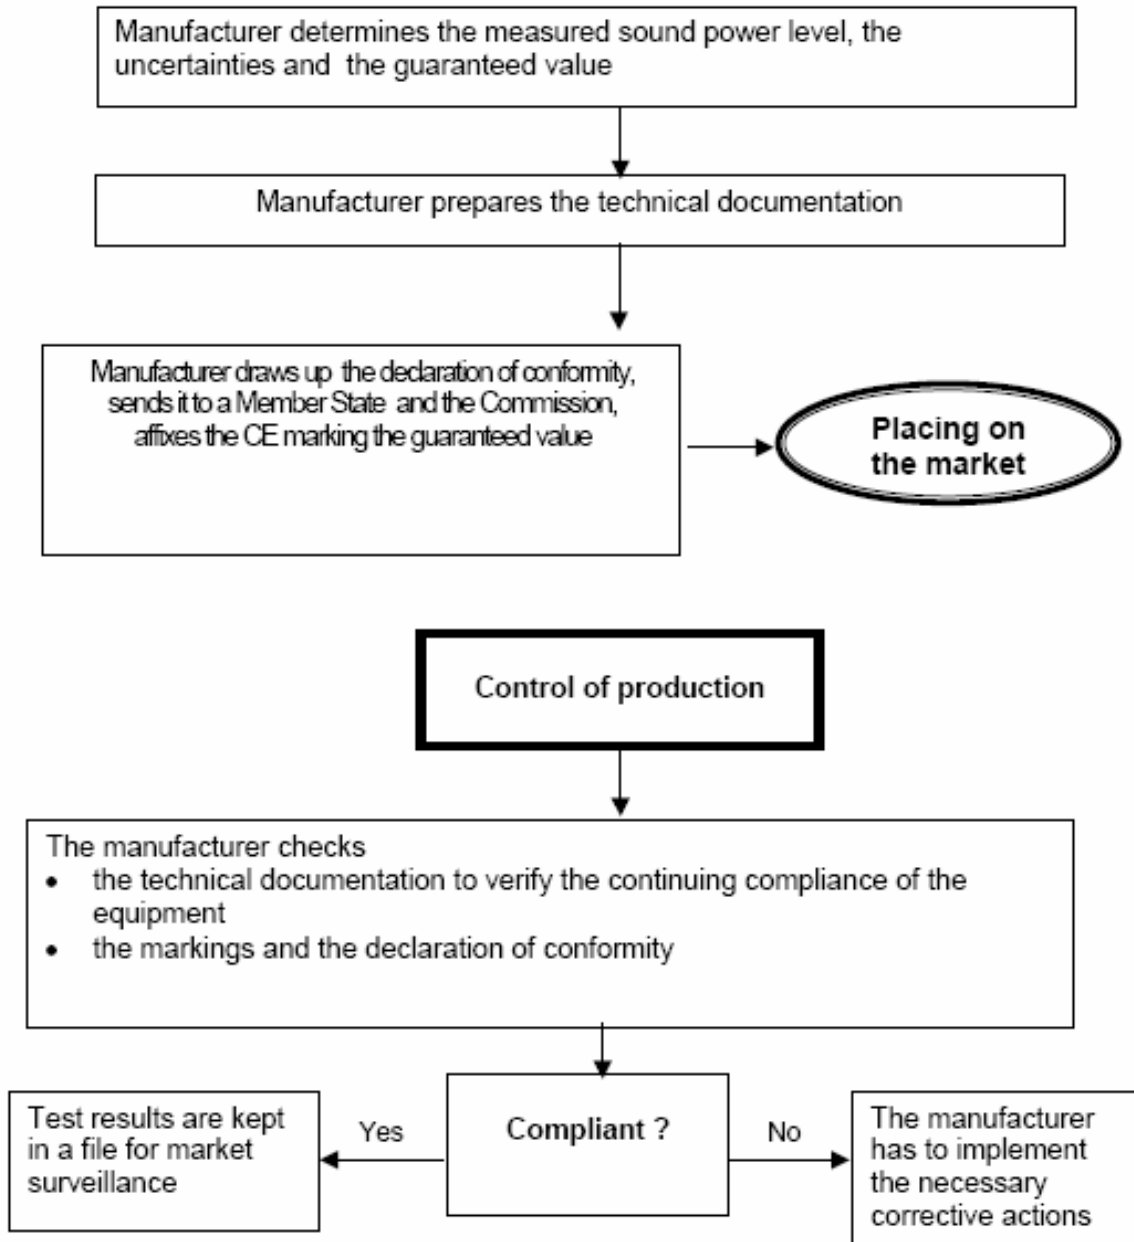 Manufacturer determines the measured sound power level, the
uncertainties and the guaranteed value
Manufacturer prepares the technical documentation
Manufacturer draws up the declaration of conformity,
sends it to a Member State and the Commission,
affixes the CE marking the guaranteed value
Placing on
the market
Control of production
The manufacturer checks
• the technical documentation to verify the continuing compliance of the
equipment
• the markings and the declaration of conformity
Test results are kept
in a file for market
surveillance
Yes
Compliant ?
No
The manufacturer
has to implement
the necessary
corrective actions